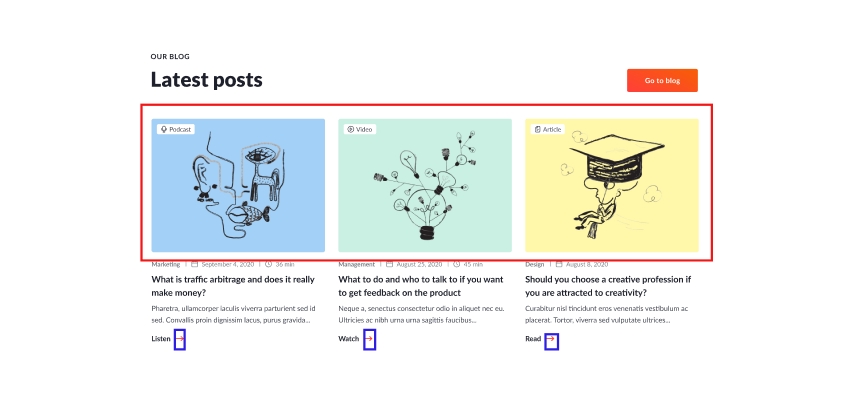 OUR BLOG
Latest posts
Go to blog
Podcast
Video
Article
Marketing | September 4, 2020 | 36 min
Management | August 25, 2020 | 45 min
Design | August 8, 2020
What is traffic arbitrage and does it really
make money?
What to do and who to talk to if you want
to get feedback on the product
Should you choose a creative profession if
you are attracted to creativity?
Pharetra, ullamcorper iaculis viverra parturient sed id
sed. Convallis proin dignissim lacus, purus gravida...
Neque a, senectus consectetur odio in aliquet nec eu.
Ultricies ac nibh urna urna sagittis faucibus...
Curabitur nisl tincidunt eros venenatis vestibulum ac
placerat. Tortor, viverra sed vulputate ultrices...
Listen →
Watch →
Read →